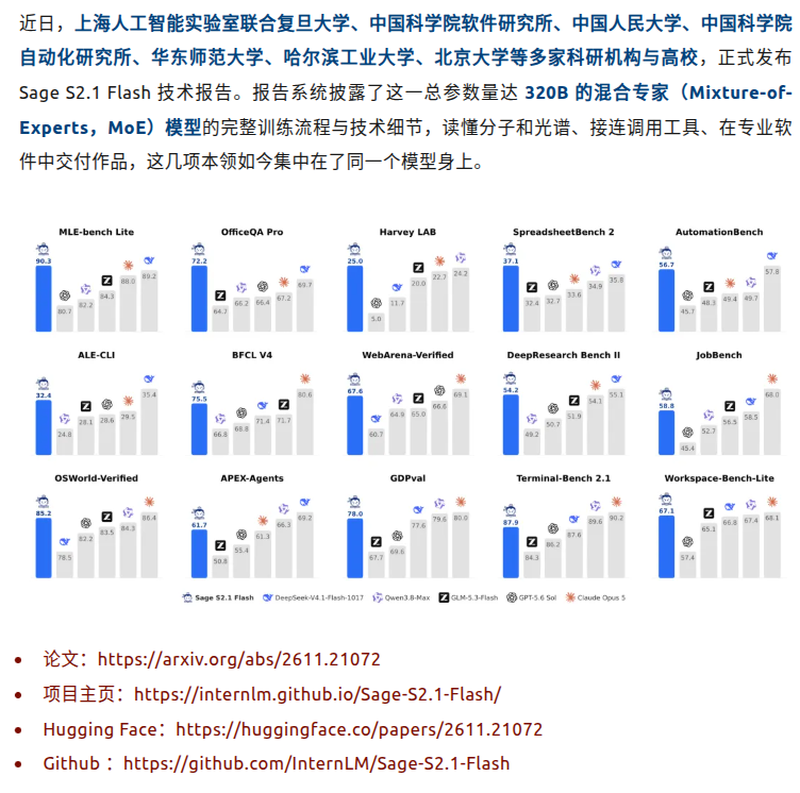 近日，上海人工智能实验室联合复旦大学、中国科学院软件研究所、中国人民大学、中国科学院
自动化研究所、华东师范大学、哈尔滨工业大学、北京大学等多家科研机构与高校，正式发布
Sage S2.1 Flash 技术报告。报告系统披露了这一总参数量达 320B 的混合专家（Mixture-of-
Experts，MoE）模型的完整训练流程与技术细节，读懂分子和光谱、接连调用工具、在专业软
件中交付作品，这几项本领如今集中在了同一个模型身上。
MLE-bench Lite
90.3 80.7 82.2 84.3 88.0 89.2
OfficeQA Pro
72.2 64.7 66.2 66.4 67.2 69.7
Harvey LAB
25.0 5.0 11.7 20.0 22.7 24.2
SpreadsheetBench 2
37.1 32.4 32.7 33.6 34.9 35.8
AutomationBench
56.7 45.7 48.3 49.4 49.7 57.8
ALE-CLI
32.4 24.8 28.1 28.6 29.5 35.4
BFCL V4
75.5 66.8 68.8 71.4 71.7 80.6
WebArena-Verified
67.6 60.7 64.9 65.0 66.6 69.1
DeepResearch Bench II
54.2 49.2 50.7 51.9 54.1 55.1
JobBench
58.8 45.4 52.7 56.5 58.5 68.0
OSWorld-Verified
85.2 78.5 82.2 83.5 84.3 86.4
APEX-Agents
61.7 50.8 55.4 61.3 66.3 69.2
GDPval
78.0 67.7 69.6 77.6 79.6 80.0
Terminal-Bench 2.1
87.9 84.3 86.2 87.6 89.6 90.2
Workspace-Bench-Lite
67.1 57.4 65.1 66.8 67.4 68.1
Sage S2.1 Flash DeepSeek-V4.1-Flash-1017 Qwen3.8-Max GLM-5.3-Flash GPT-5.6 Sol Claude Opus 5
论文：https://arxiv.org/abs/2611.21072
项目主页：https://internlm.github.io/Sage-S2.1-Flash/
Hugging Face：https://huggingface.co/papers/2611.21072
Github ：https://github.com/InternLM/Sage-S2.1-Flash